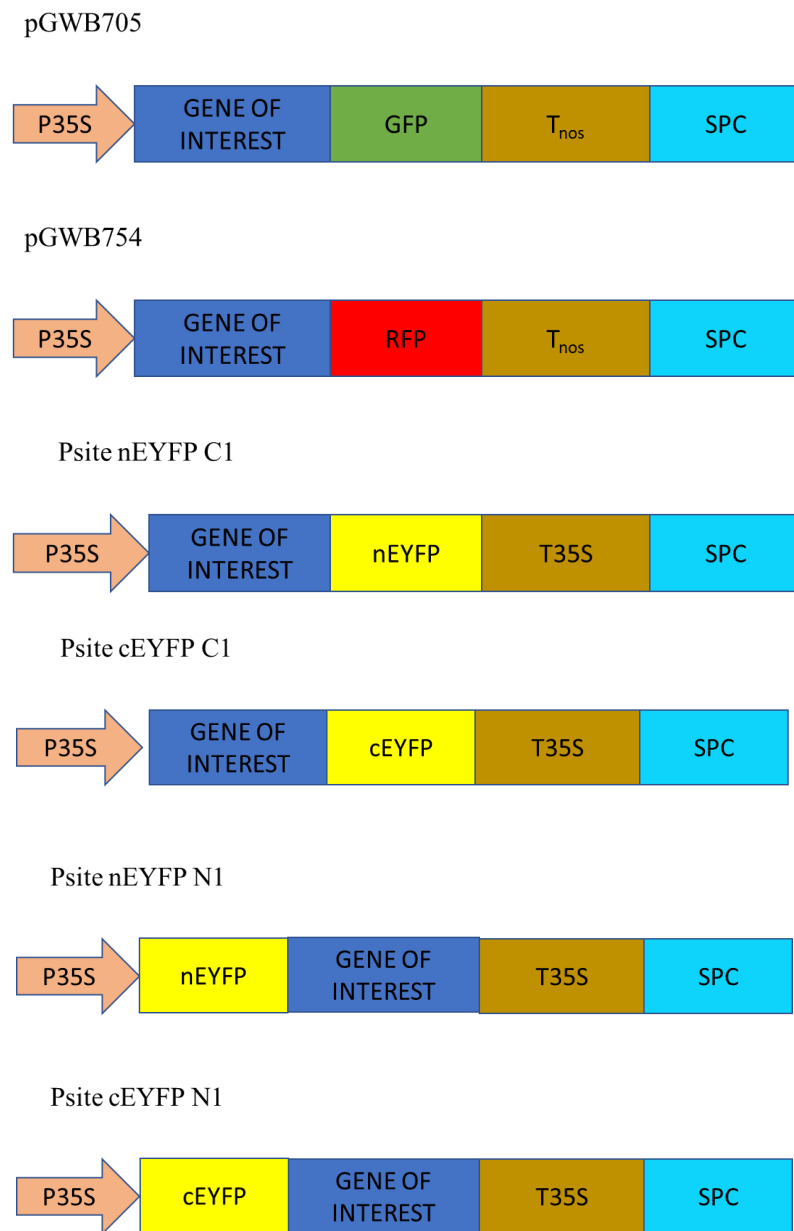 pGWB705
P35S
GENE OF
INTEREST
GFP
Tnos
SPC
pGWB754
P35S
GENE OF
INTEREST
RFP
Tnos
SPC
Psite nEYFP C1
P35S
GENE OF
INTEREST
nEYFP
T35S
SPC
Psite cEYFP C1
P35S
GENE OF
INTEREST
cEYFP
T35S
SPC
Psite nEYFP N1
P35S
nEYFP
GENE OF
INTEREST
T35S
SPC
Psite cEYFP N1
P35S
cEYFP
GENE OF
INTEREST
T35S
SPC